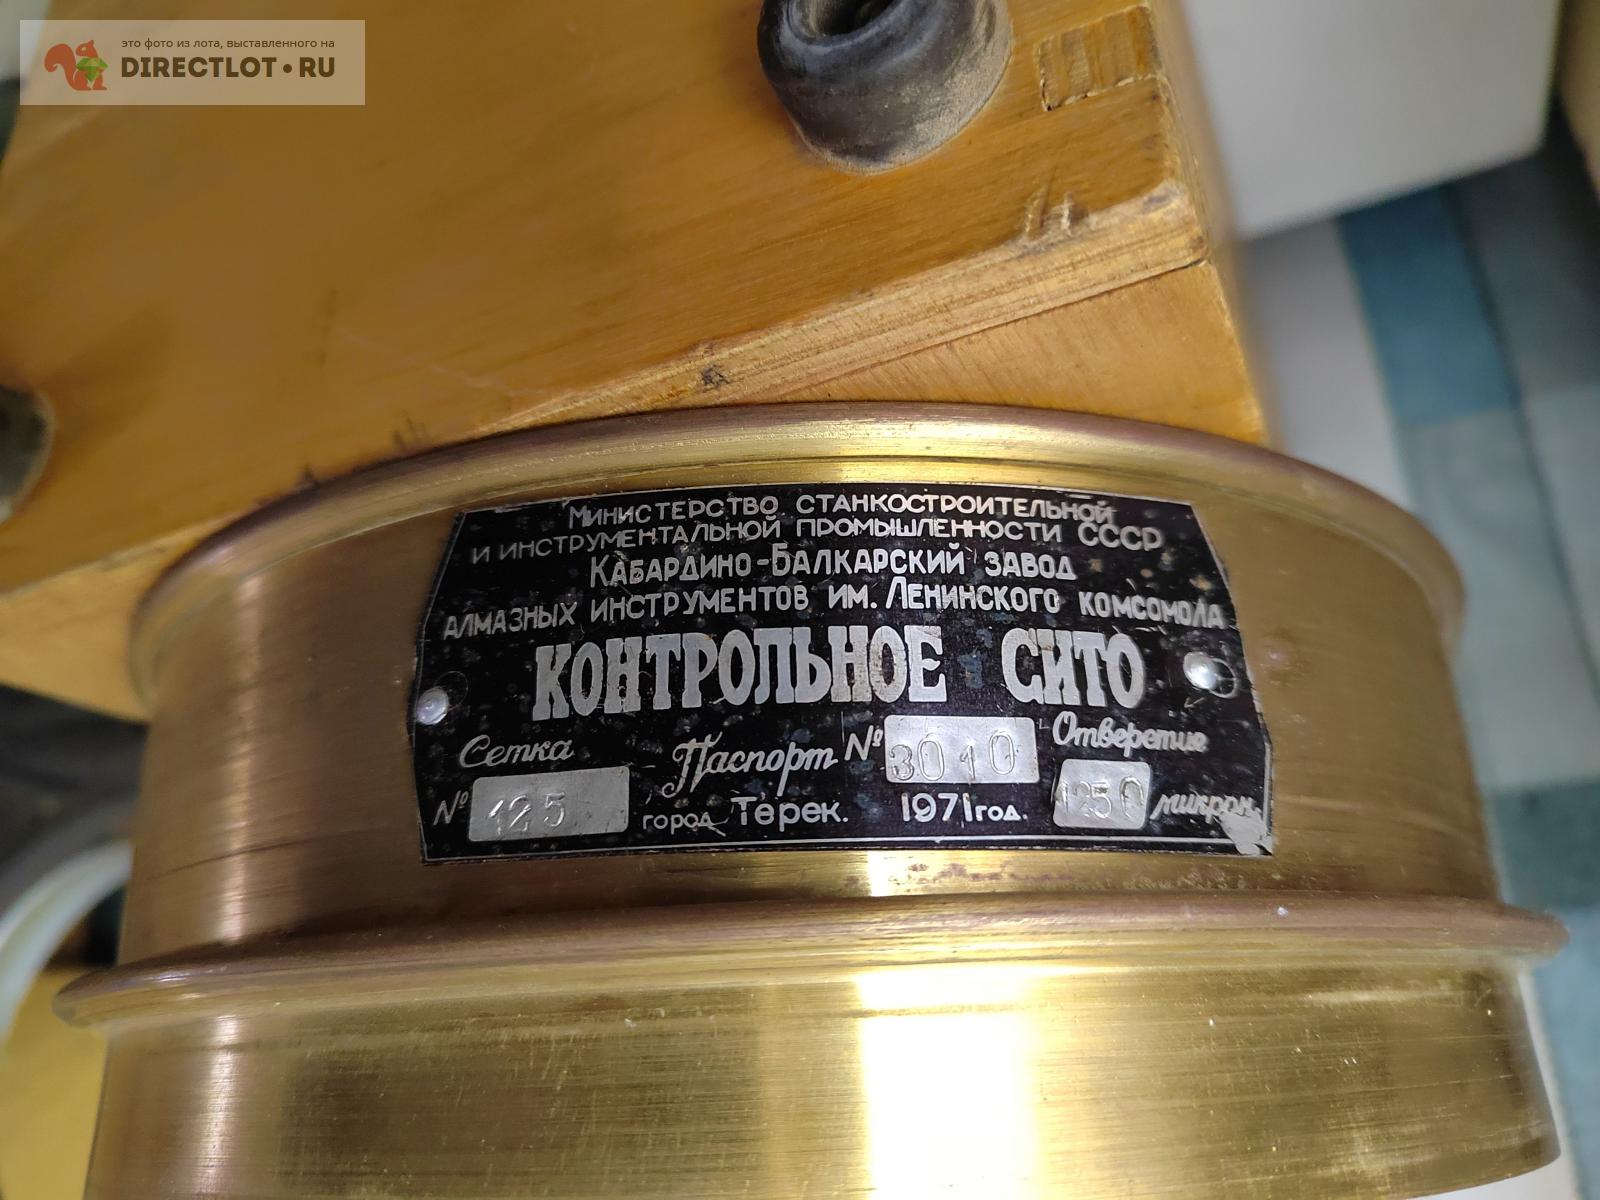 это фото из лота, выставленного на
DIRECTLOT•RU
Министерство станкостроительной
и инструментальной промышленности СССР
Кабардино-Балкарский завод
алмазных инструментов им. Ленинского комсомола
КОНТРОЛЬНОЕ СИТО
Сетка Паспорт № 3010 Отверстие
№ 125 город Терек. 1971 год. 1250 микрон